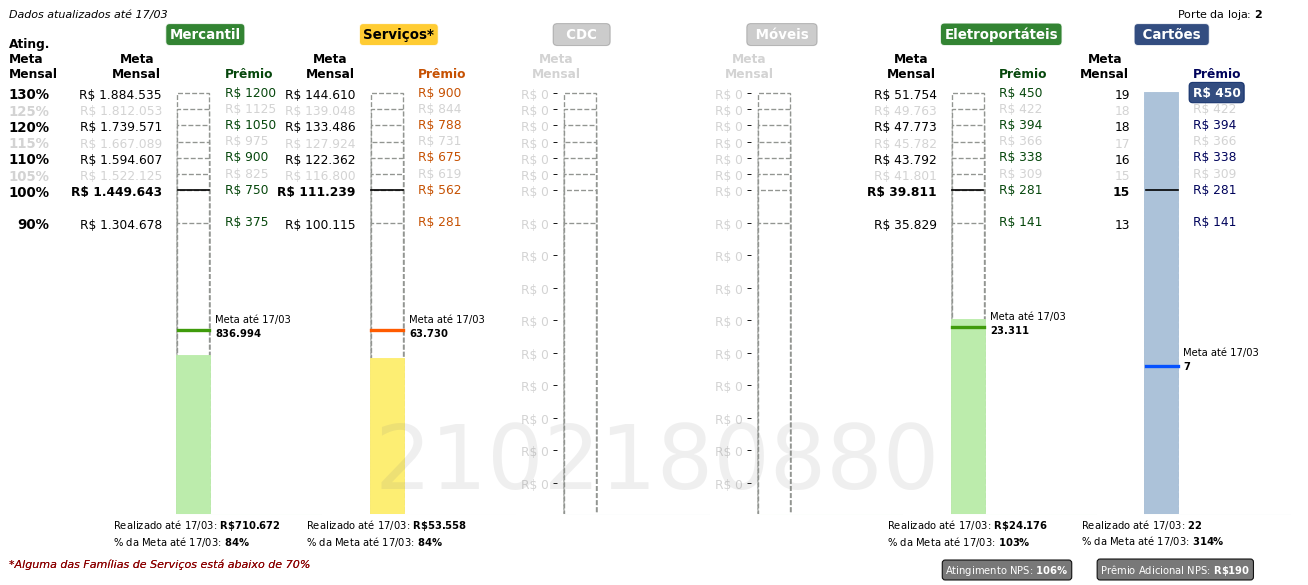 Dados atualizados até 17/03
Porte da loja: 2
Mercantil Serviços* CDC Móveis Eletroportáteis Cartões
Ating. Meta Mensal
Meta Mensal Prêmio Meta Mensal Prêmio Meta Mensal Meta Mensal Meta Mensal Prêmio Meta Mensal Prêmio
130% R$ 1.884.535 R$ 1200 R$ 144.610 R$ 900 R$ 0 R$ 0 R$ 51.754 R$ 450 19 R$ 450
125% R$ 1.812.053 R$ 1125 R$ 139.048 R$ 844 R$ 0 R$ 0 R$ 49.763 R$ 422 18 R$ 422
120% R$ 1.739.571 R$ 1050 R$ 133.486 R$ 788 R$ 0 R$ 0 R$ 47.773 R$ 394 18 R$ 394
115% R$ 1.667.089 R$ 975 R$ 127.924 R$ 731 R$ 0 R$ 0 R$ 45.782 R$ 366 17 R$ 366
110% R$ 1.594.607 R$ 900 R$ 122.362 R$ 675 R$ 0 R$ 0 R$ 43.792 R$ 338 16 R$ 338
105% R$ 1.522.125 R$ 825 R$ 116.800 R$ 619 R$ 0 R$ 0 R$ 41.801 R$ 309 15 R$ 309
100% R$ 1.449.643 R$ 750 R$ 111.239 R$ 562 R$ 0 R$ 0 R$ 39.811 R$ 281 15 R$ 281
90% R$ 1.304.678 R$ 375 R$ 100.115 R$ 281 R$ 0 R$ 0 R$ 35.829 R$ 141 13 R$ 141
R$ 0 R$ 0
R$ 0 R$ 0
R$ 0 R$ 0
Meta até 17/03 Meta até 17/03 Meta até 17/03
836.994 63.730 23.311
R$ 0 R$ 0 Meta até 17/03
7
R$ 0 R$ 0
R$ 0 R$ 0
R$ 0 R$ 0
R$ 0 R$ 0
2102180880
Realizado até 17/03: R$710.672 Realizado até 17/03: R$53.558 Realizado até 17/03: R$24.176 Realizado até 17/03: 22
% da Meta até 17/03: 84% % da Meta até 17/03: 84% % da Meta até 17/03: 103% % da Meta até 17/03: 314%
*Alguma das Famílias de Serviços está abaixo de 70%
Atingimento NPS: 106% Prêmio Adicional NPS: R$190